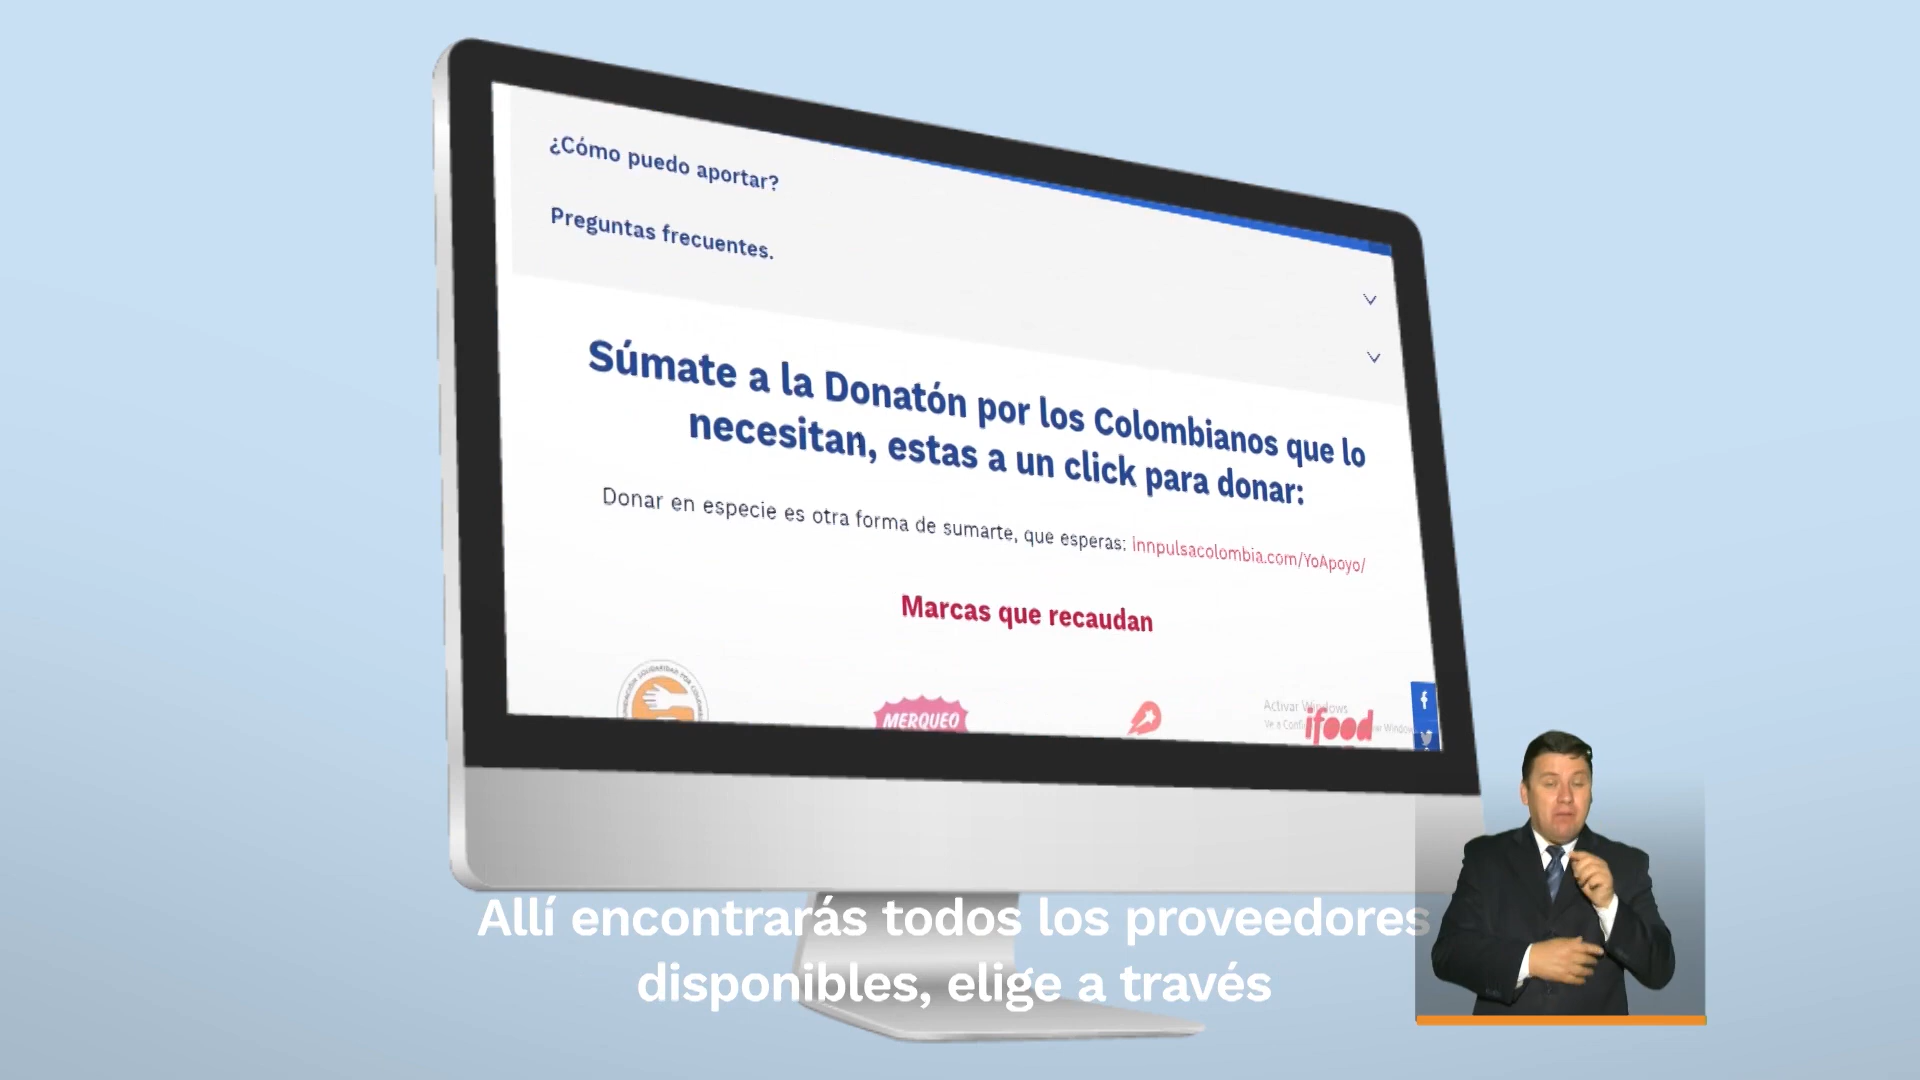 ¿Cómo puedo aportar?
Preguntas frecuentes.
Súmate a la Donatón por los Colombianos que lo
necesitan, estas a un click para donar:
Donar en especie es otra forma de sumarte, que esperas: innpulsacolombia.com/YoApoyo/
Marcas que recaudan
SOLIDARIDAD POR
MERQUEO
Activar Windows
ifood
Allí encontrarás todos los proveedores
disponibles, elige a través